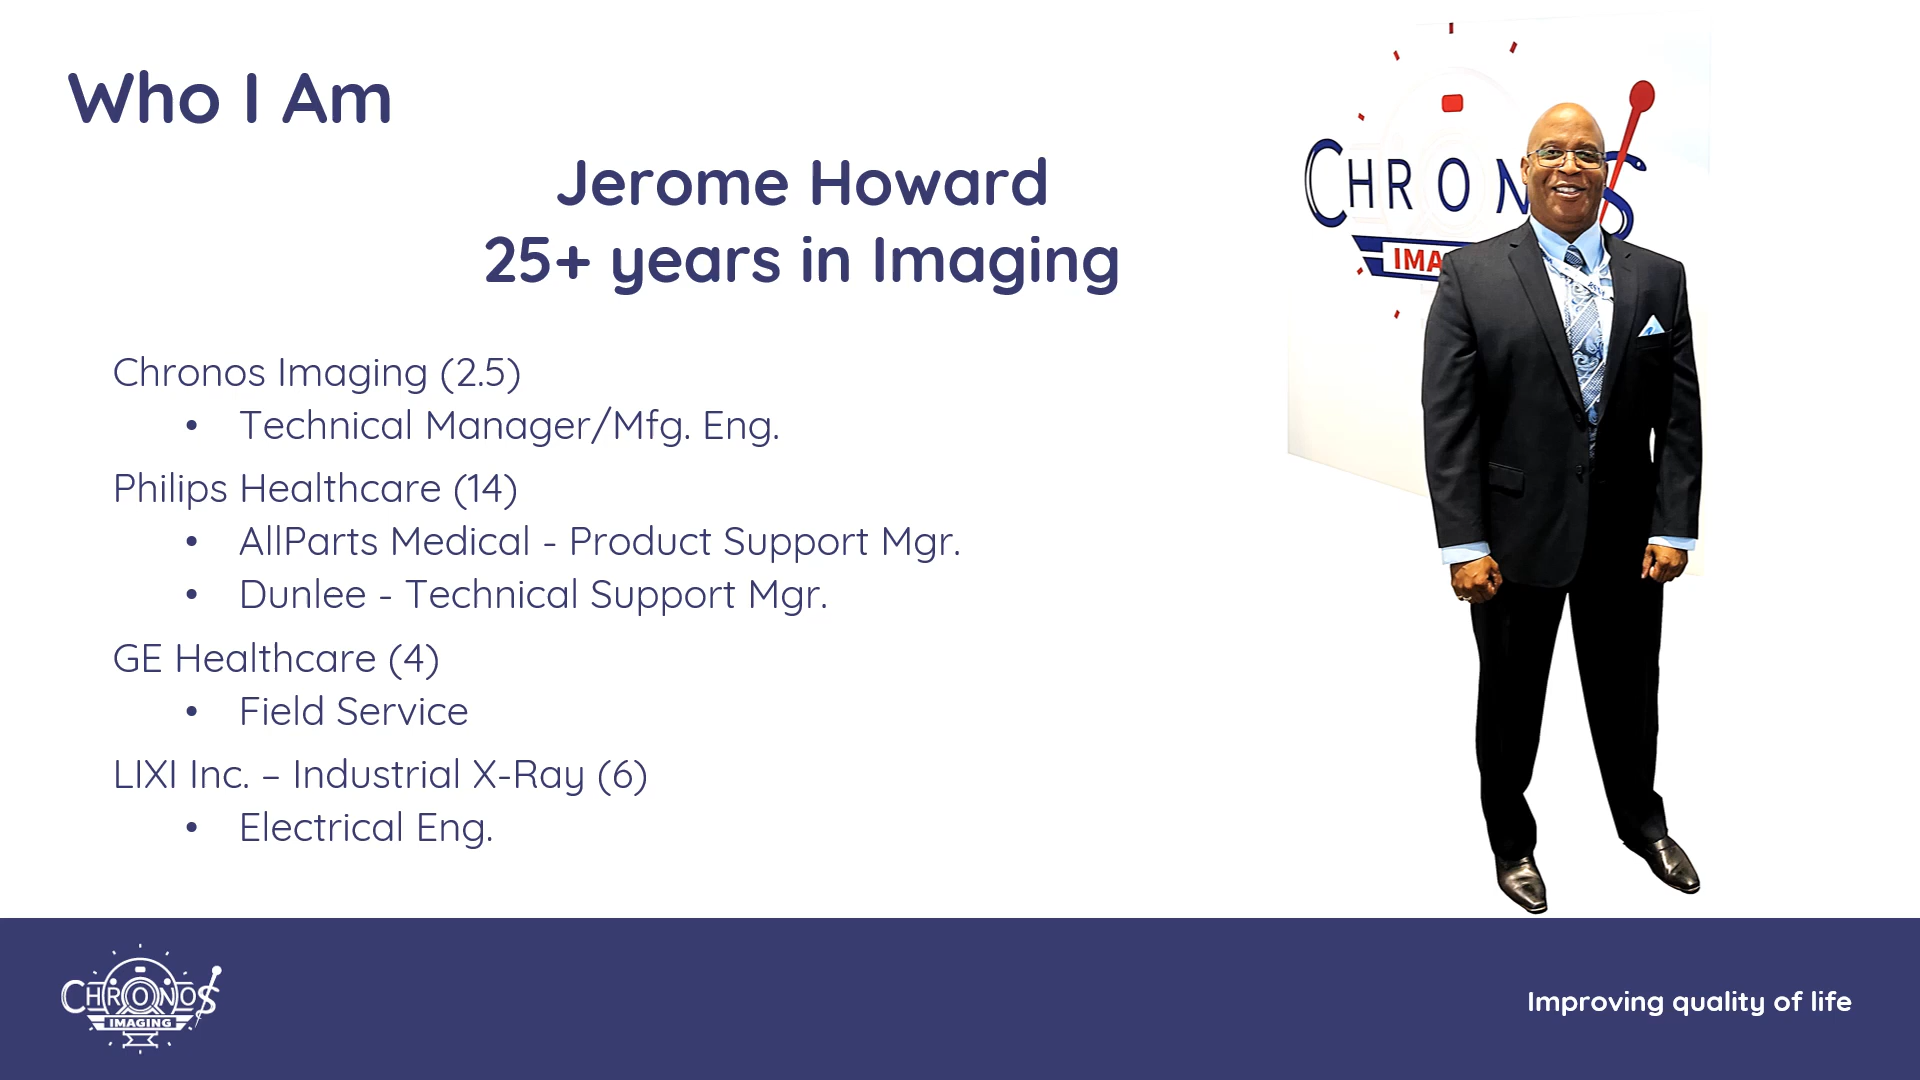 Who I Am
Jerome Howard
25+ years in Imaging
Chronos Imaging (2.5)
• Technical Manager/Mfg. Eng.
Philips Healthcare (14)
• AllParts Medical - Product Support Mgr.
• Dunlee - Technical Support Mgr.
GE Healthcare (4)
• Field Service
LIXI Inc. – Industrial X-Ray (6)
• Electrical Eng.
CHRONOS
IMA
CHRONOS
IMAGING
Improving quality of life